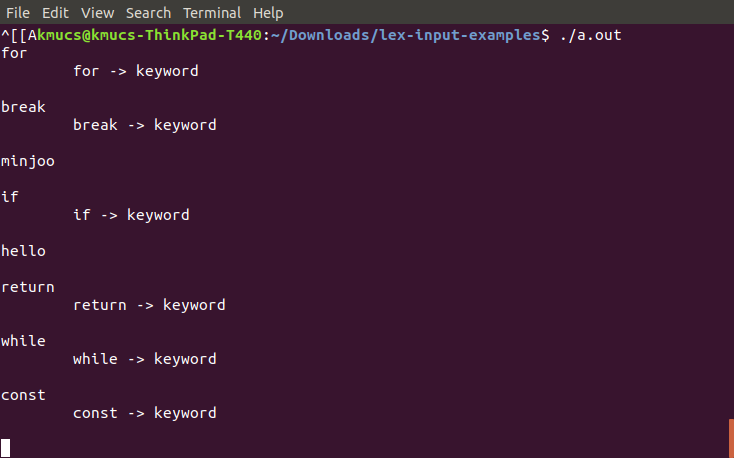 File Edit View Search Terminal Help
^[[Akmucs@kmucs-ThinkPad-T440:~/Downloads/lex-input-examples$ ./a.out
for
for -> keyword
break
break -> keyword
minjoo
if
if -> keyword
hello
return
return -> keyword
while
while -> keyword
const
const -> keyword